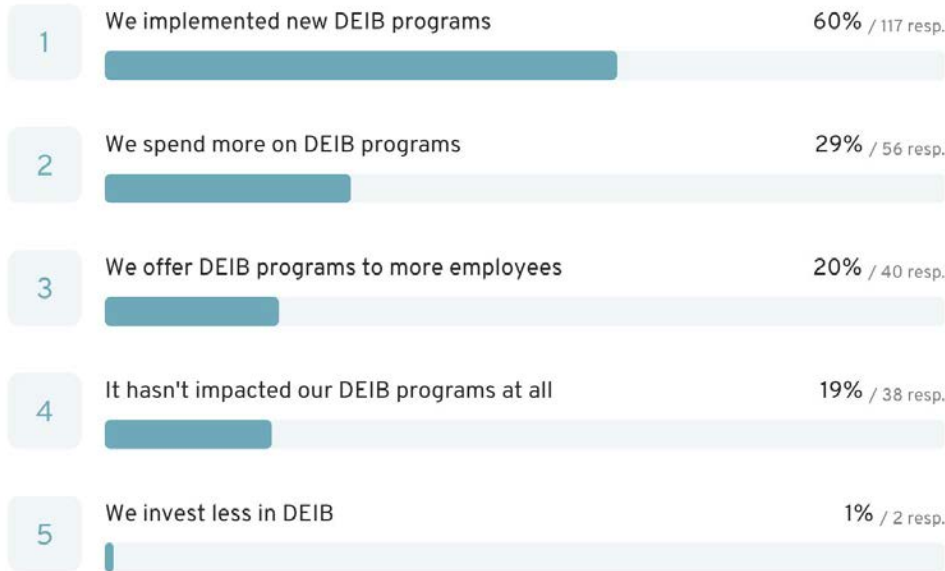 1
We implemented new DEIB programs 60% / 117 resp.
2
We spend more on DEIB programs 29% / 56 resp.
3
We offer DEIB programs to more employees 20% / 40 resp.
4
It hasn't impacted our DEIB programs at all 19% / 38 resp.
5
We invest less in DEIB 1% / 2 resp.